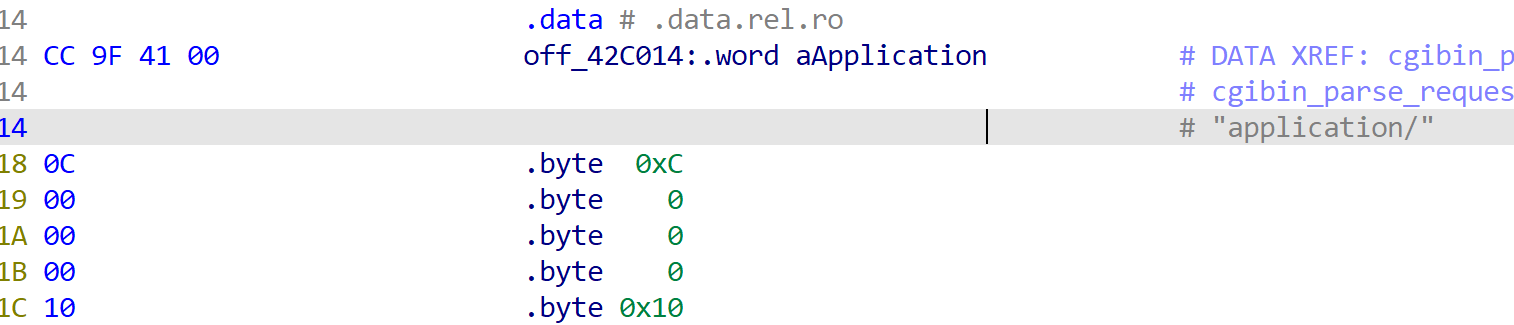 14 .data # .data.rel.ro
14 CC 9F 41 00 off_42C014:.word aApplication # DATA XREF: cgibin_p
14 # cgibin_parse_reques
14 # "application/"
18 0C .byte 0xC
19 00 .byte 0
1A 00 .byte 0
1B 00 .byte 0
1C 10 .byte 0x10